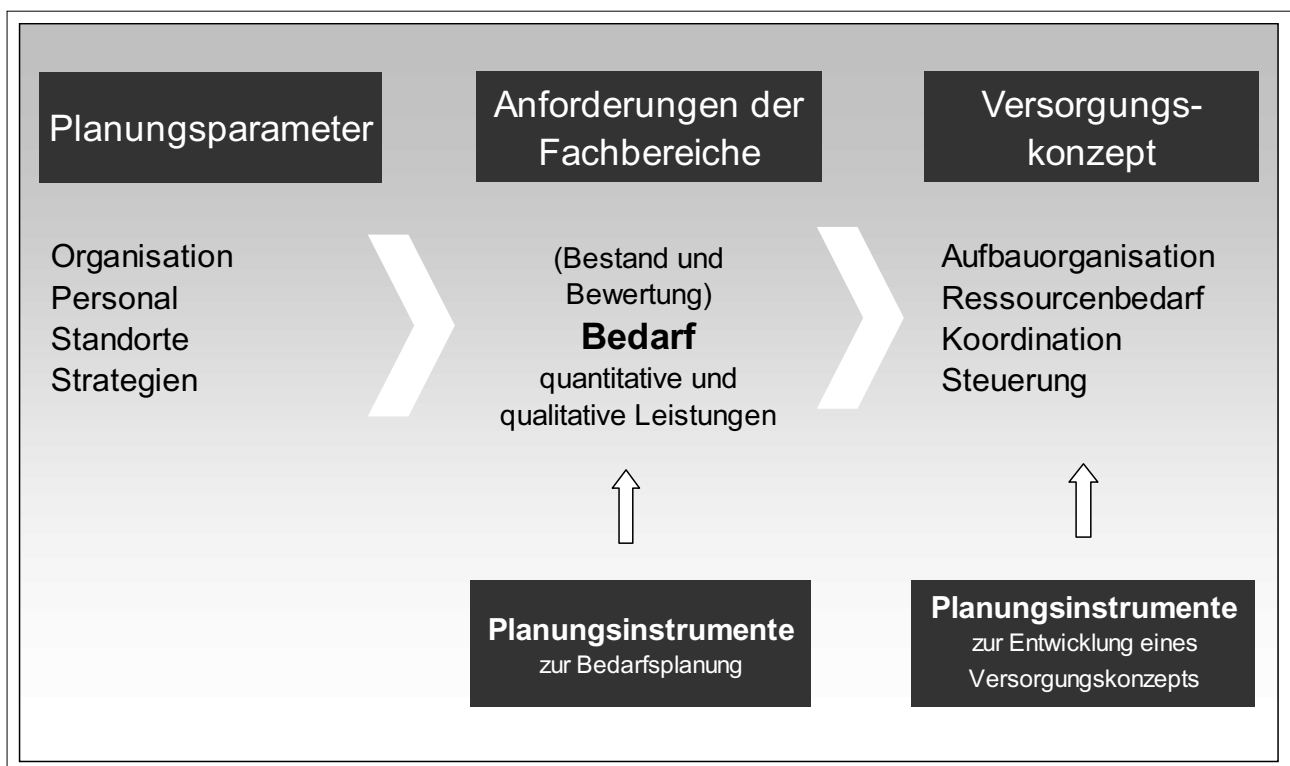 Planungsparameter
Organisation
Personal
Standorte
Strategien
Anforderungen der
Fachbereiche
(Bestand und
Bewertung)
Bedarf
quantitative und
qualitative Leistungen
Planungsinstrumente
zur Bedarfsplanung
Versorgungs-
konzept
Aufbauorganisation
Ressourcenbedarf
Koordination
Steuerung
Planungsinstrumente
zur Entwicklung eines
Versorgungskonzepts